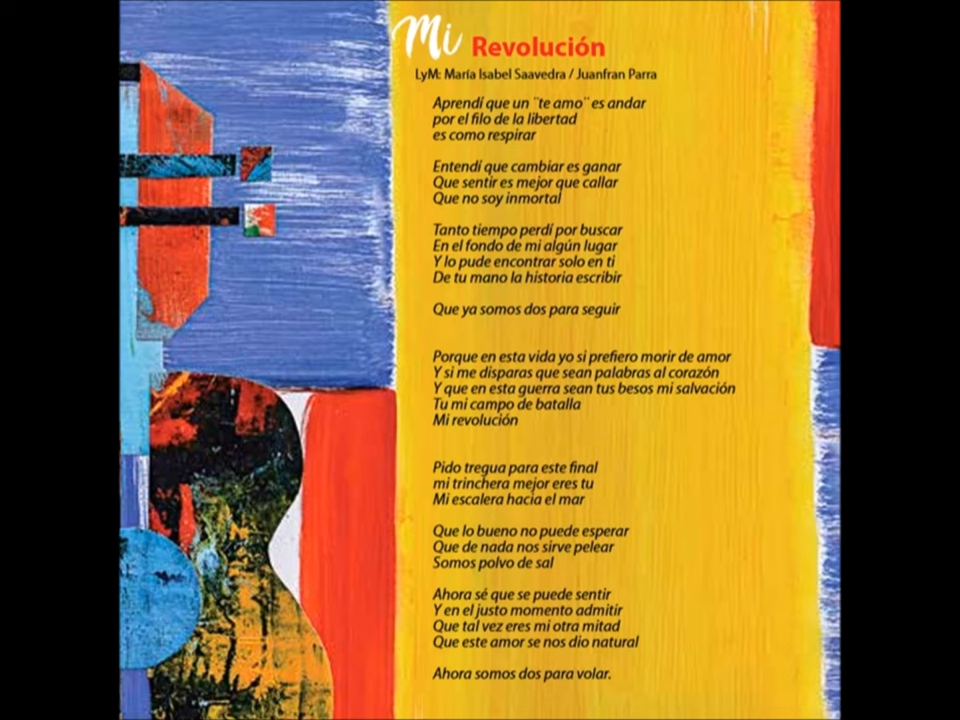 Mi Revolución
LyM: María Isabel Saavedra / Juanfran Parra
Aprendí que un ¨te amo¨ es andar
por el filo de la libertad
es como respirar
Entendí que cambiar es ganar
Que sentir es mejor que callar
Que no soy inmortal
Tanto tiempo perdí por buscar
En el fondo de mi algún lugar
Y lo pude encontrar solo en ti
De tu mano la historia escribir
Que ya somos dos para seguir
Porque en esta vida yo si prefiero morir de amor
Y si me disparas que sean palabras al corazón
Y que en esta guerra sean tus besos mi salvación
Tu mi campo de batalla
Mi revolución
Pido tregua para este final
mi trinchera mejor eres tu
Mi escalera hacia el mar
Que lo bueno no puede esperar
Que de nada nos sirve pelear
Somos polvo de sal
Ahora sé que se puede sentir
Y en el justo momento admitir
Que tal vez eres mi otra mitad
Que este amor se nos dio natural
Ahora somos dos para volar.